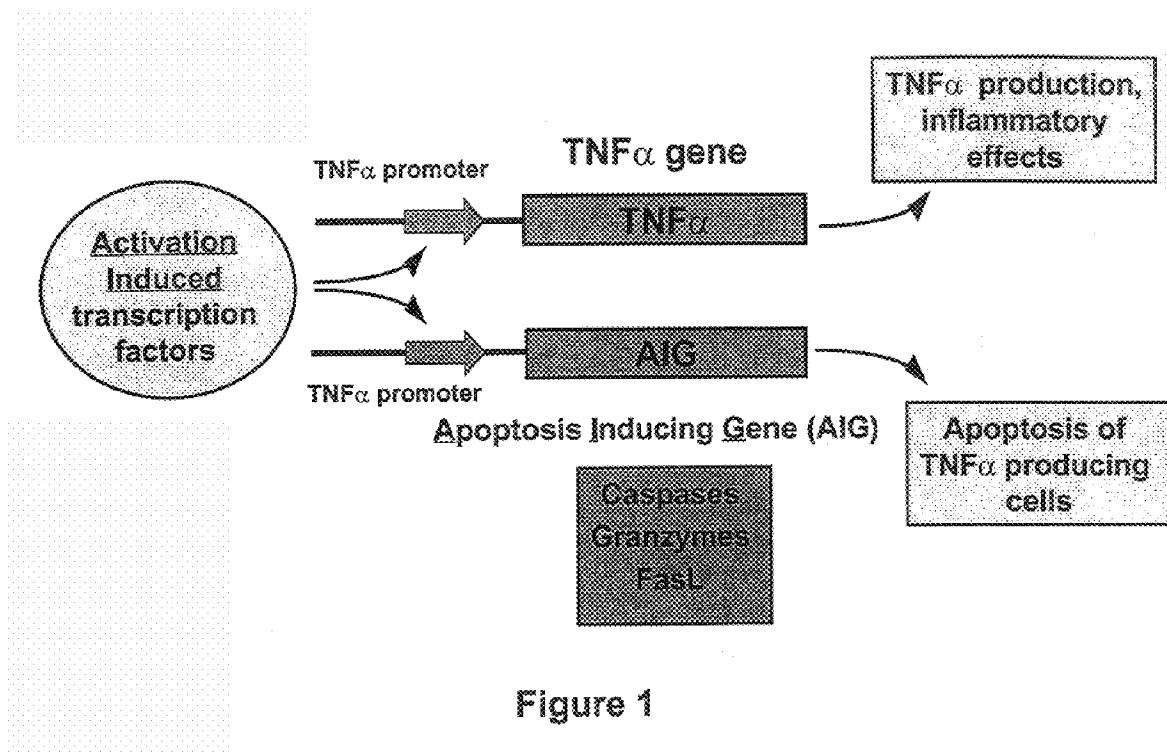 TNFα production,
inflammatory
effects
TNFα gene
TNFα promoter
TNFα
Activation
Induced
transcription
factors
AIG
TNFα promoter
Apoptosis Inducing Gene (AIG)
Apoptosis of
TNFα producing
cells
Caspases
Granzymes
FasL
Figure 1